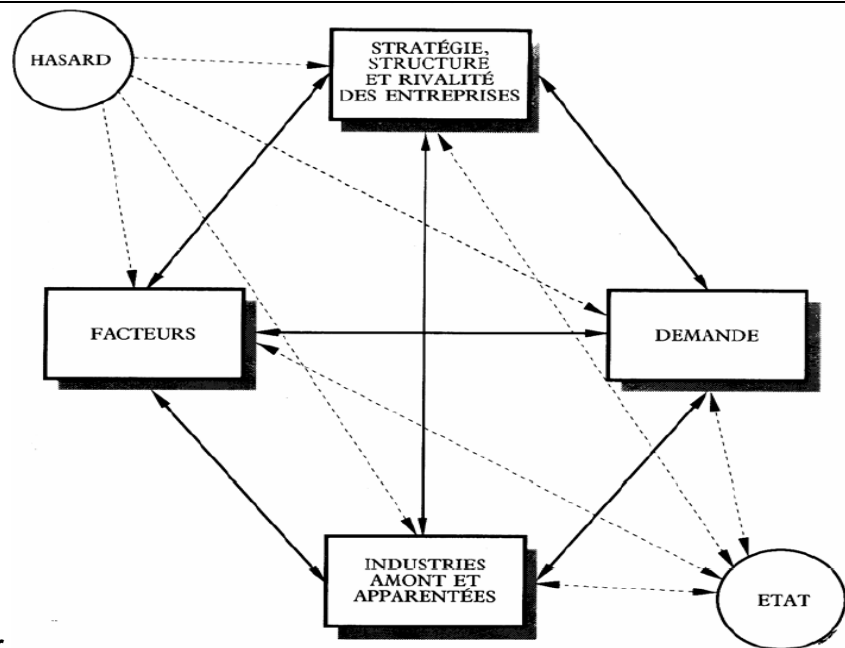 HASARD
STRATÉGIE,
STRUCTURE
ET RIVALITÉ
DES ENTREPRISES
FACTEURS
DEMANDE
INDUSTRIES
AMONT ET
APPARENTÉES
ETAT